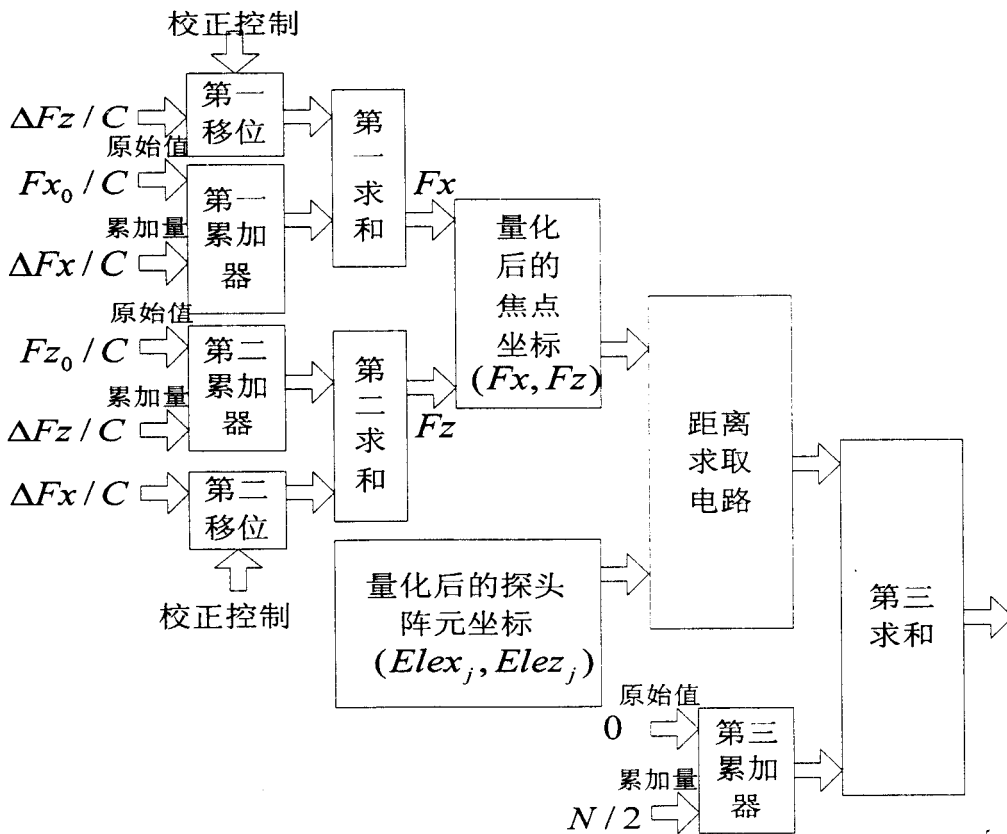 校正控制
ΔFz / C
第一
移位
原始值
Fx₀ / C
累加量
ΔFx / C
第一
累加
器
第
一
求
和
Fx
原始值
Fz₀ / C
累加量
ΔFz / C
第二
累加
器
ΔFx / C
第二
移位
校正控制
第
二
求
和
Fz
量化
后的
焦点
坐标
(Fx, Fz)
量化后的探头
阵元坐标
(Elexⱼ, Elezⱼ)
距离
求取
电路
原始值
0
累加量
N / 2
第三
累加
器
第三
求和